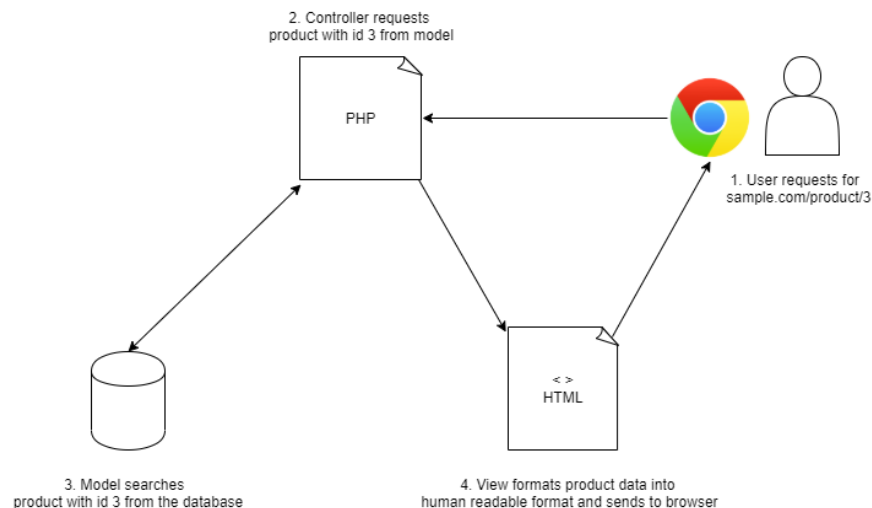 2. Controller requests
product with id 3 from model
PHP
1. User requests for
sample.com/product/3
< >
HTML
3. Model searches
product with id 3 from the database
4. View formats product data into
human readable format and sends to browser